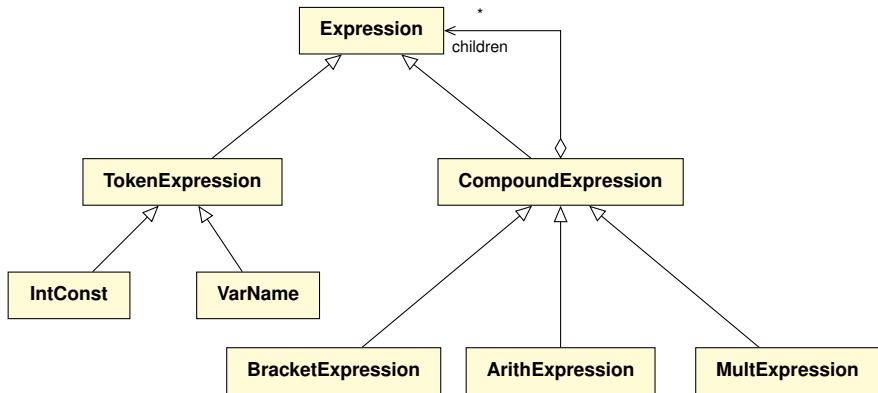 *
Expression
children
TokenExpression
CompoundExpression
IntConst
VarName
BracketExpression
ArithExpression
MultExpression